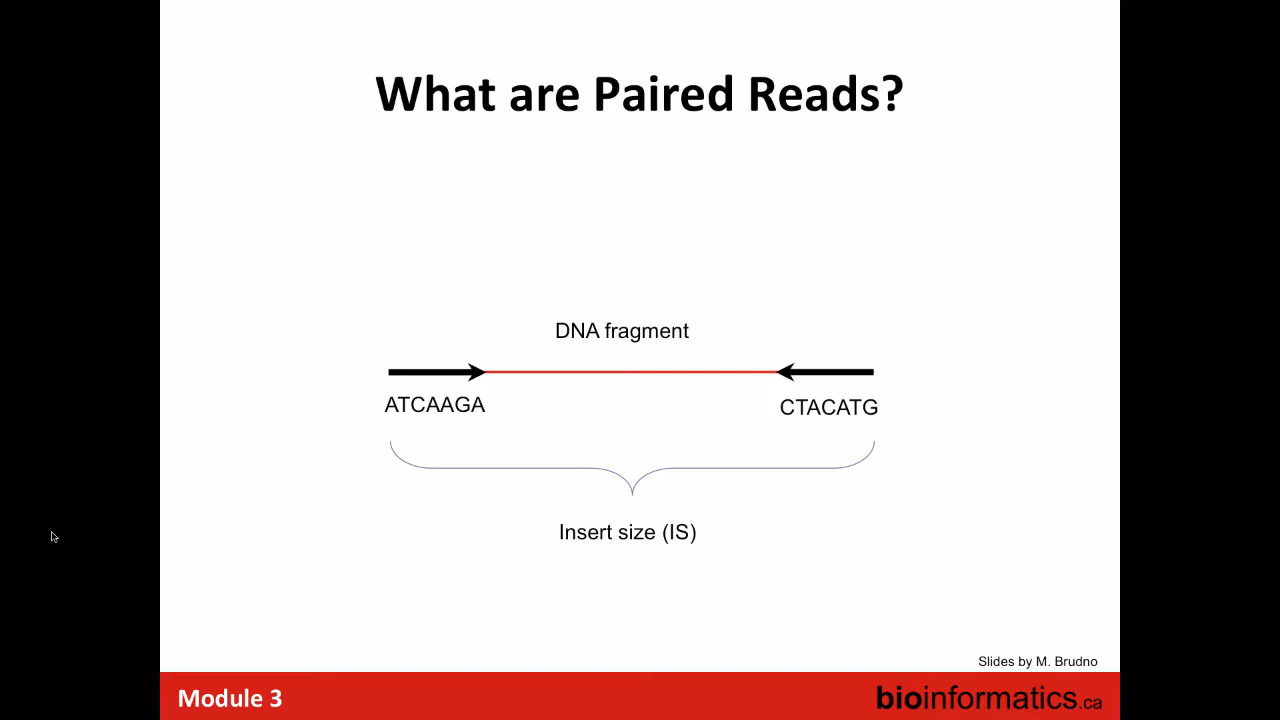 What are Paired Reads?
DNA fragment
ATCAAGA
CTACATG
Insert size (IS)
Slides by M. Brudno
Module 3
bioinformatics.ca